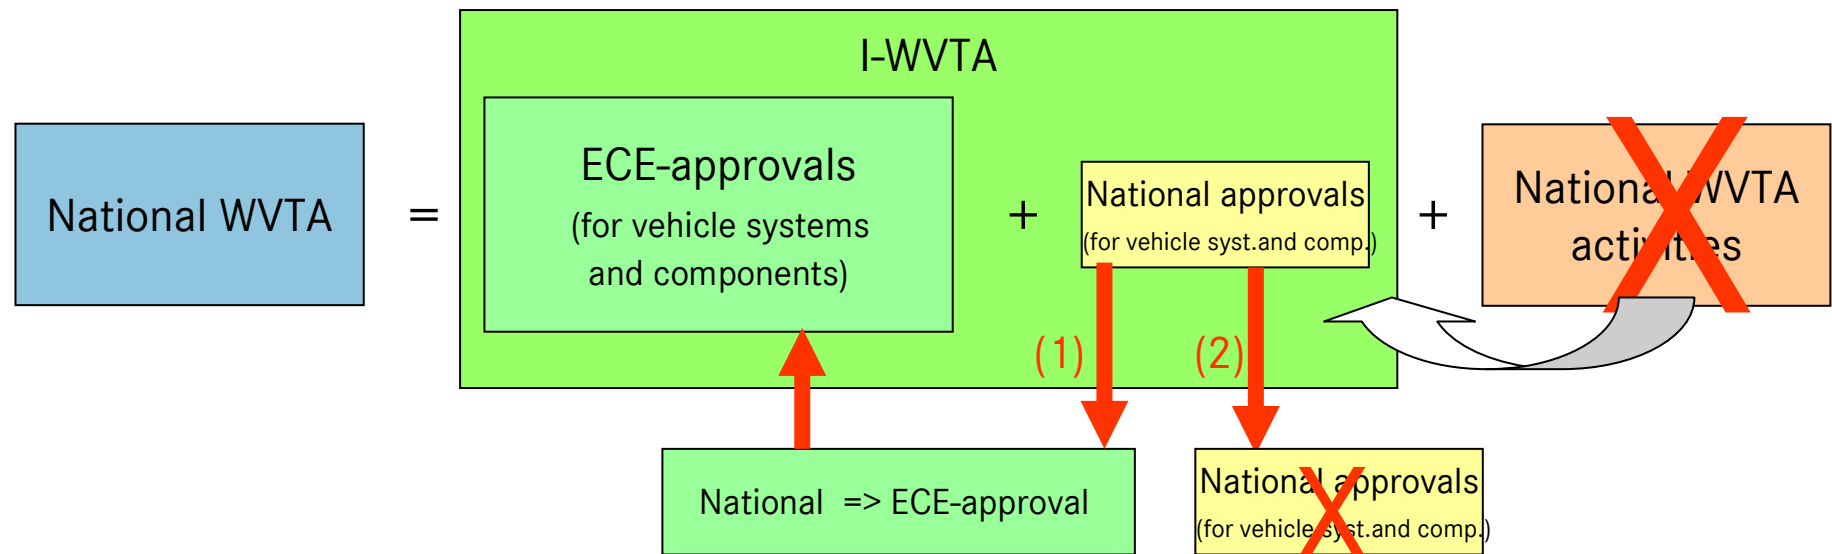 I-WVTA
National WVTA
=
ECE-approvals
(for vehicle systems
and components)
+
National approvals
(for vehicle syst.and comp.)
+
National WVTA
activities
(1)
(2)
National => ECE-approval
National approvals
(for vehicle syst.and comp.)